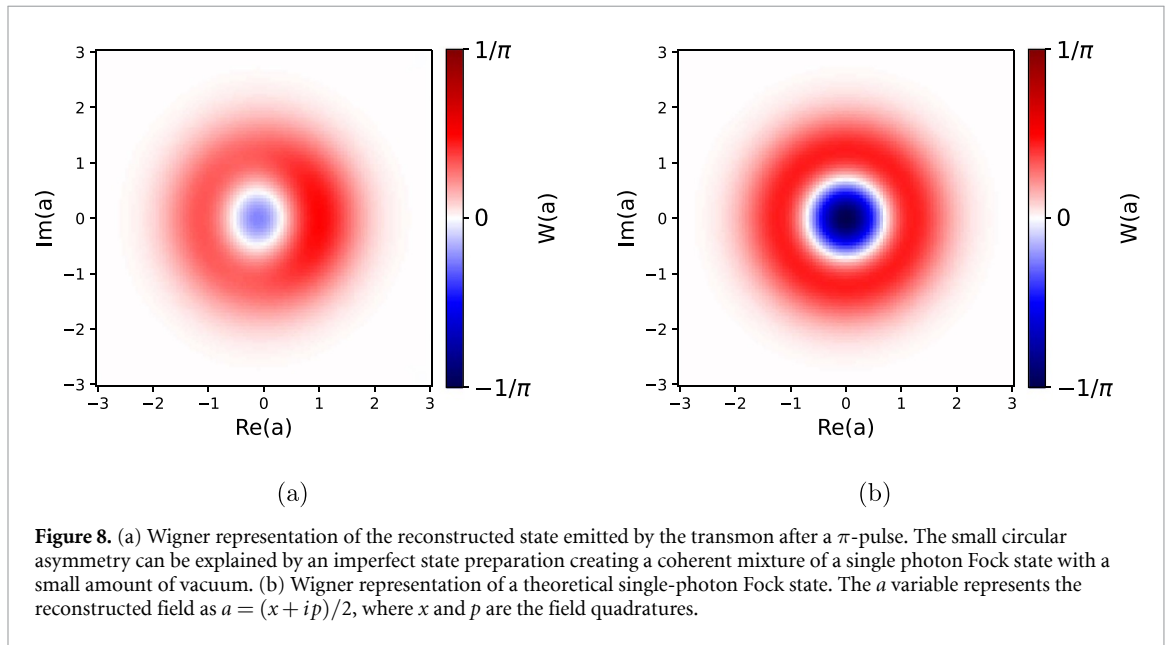 3
2
1
0
−1
−2
−3
−3 −2 −1 0 1 2 3
Im(a)
Re(a)
1/π
0
−1/π
W(a)
(a)
3
2
1
0
−1
−2
−3
−3 −2 −1 0 1 2 3
Im(a)
Re(a)
1/π
0
−1/π
W(a)
(b)
Figure 8. (a) Wigner representation of the reconstructed state emitted by the transmon after a π-pulse. The small circular
asymmetry can be explained by an imperfect state preparation creating a coherent mixture of a single photon Fock state with a
small amount of vacuum. (b) Wigner representation of a theoretical single-photon Fock state. The a variable represents the
reconstructed field as a = (x + ip)/2, where x and p are the field quadratures.